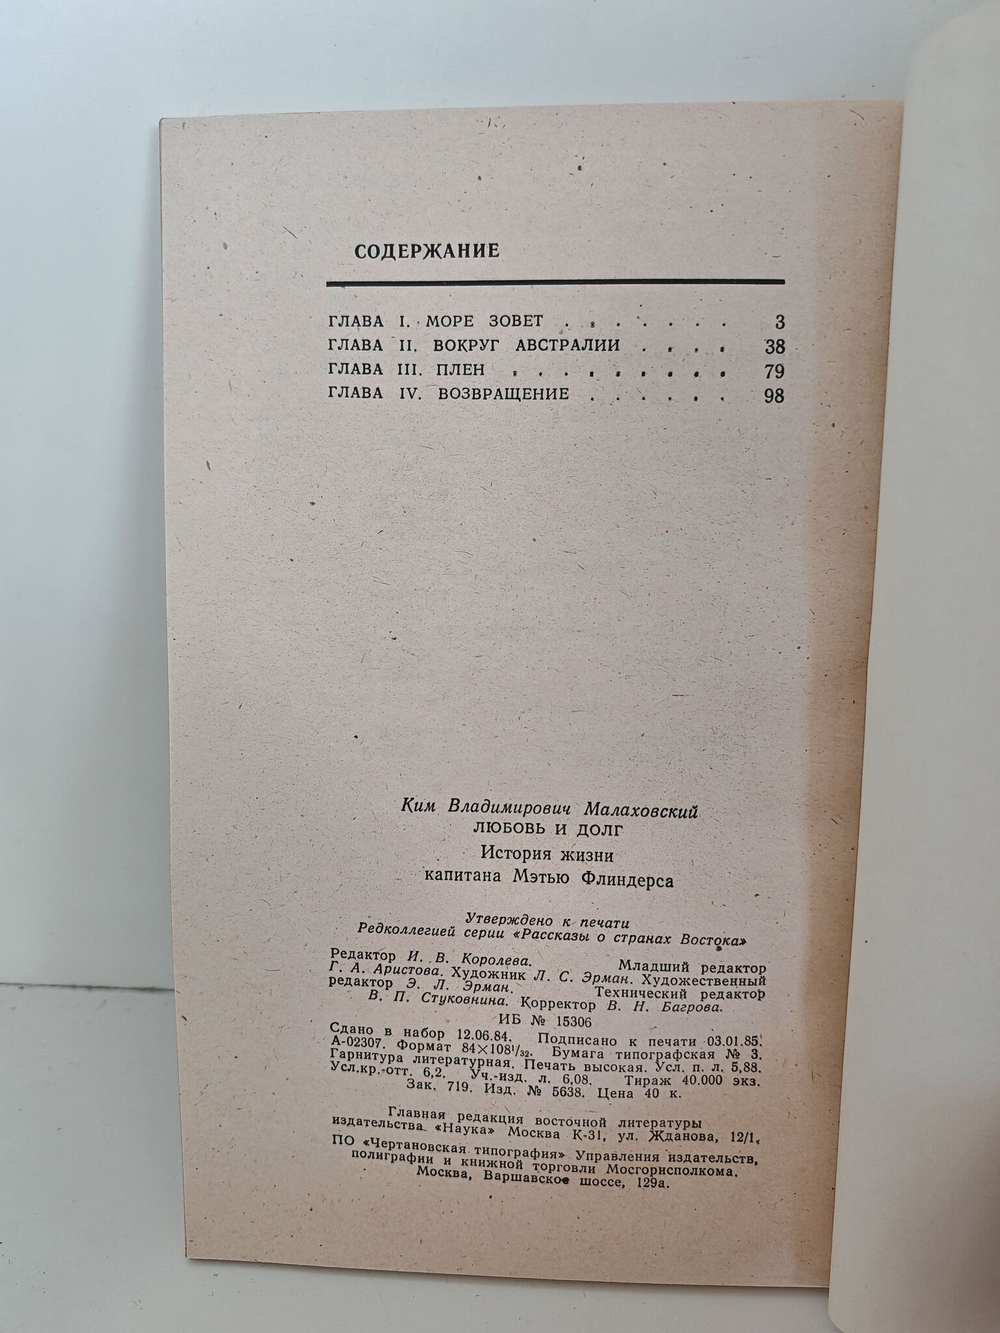 СОДЕРЖАНИЕ
ГЛАВА I. МОРЕ ЗОВЕТ . . . . . . . 3
ГЛАВА II. ВОКРУГ АВСТРАЛИИ . . . . 38
ГЛАВА III. ПЛЕН . . . . . . . . . 79
ГЛАВА IV. ВОЗВРАЩЕНИЕ . . . . . . 98
Ким Владимирович Малаховский
ЛЮБОВЬ И ДОЛГ
История жизни
капитана Мэтью Флиндерса
Утверждено к печати
Редколлегией серии «Рассказы о странах Востока»
Редактор И. В. Королева. Младший редактор
Г. А. Аристова. Художник Л. С. Эрман. Художественный
редактор Э. Л. Эрман. Технический редактор
В. П. Стуковнина. Корректор В. Н. Багрова.
ИБ № 15306
Сдано в набор 12.06.84. Подписано к печати 03.01.85.
А-02307. Формат 84×108¹/₃₂. Бумага типографская № 3.
Гарнитура литературная. Печать высокая. Усл. п. л. 5,88.
Усл.кр.-отт. 6,2. Уч.-изд. л. 6,08. Тираж 40.000 экз.
Зак. 719. Изд. № 5638. Цена 40 к.
Главная редакция восточной литературы
издательства «Наука» Москва К-31, ул. Жданова, 12/1.
ПО «Чертановская типография» Управления издательств,
полиграфии и книжной торговли Мосгорисполкома.
Москва, Варшавское шоссе, 129а.